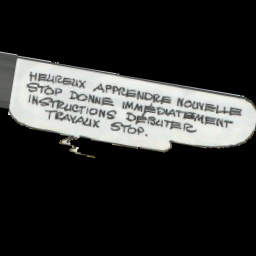 HEUREUX APPRENDRE NOUVELLE
STOP DONNE IMMÉDIATEMENT
INSTRUCTIONS DÉBUTER
TRAVAUX STOP.